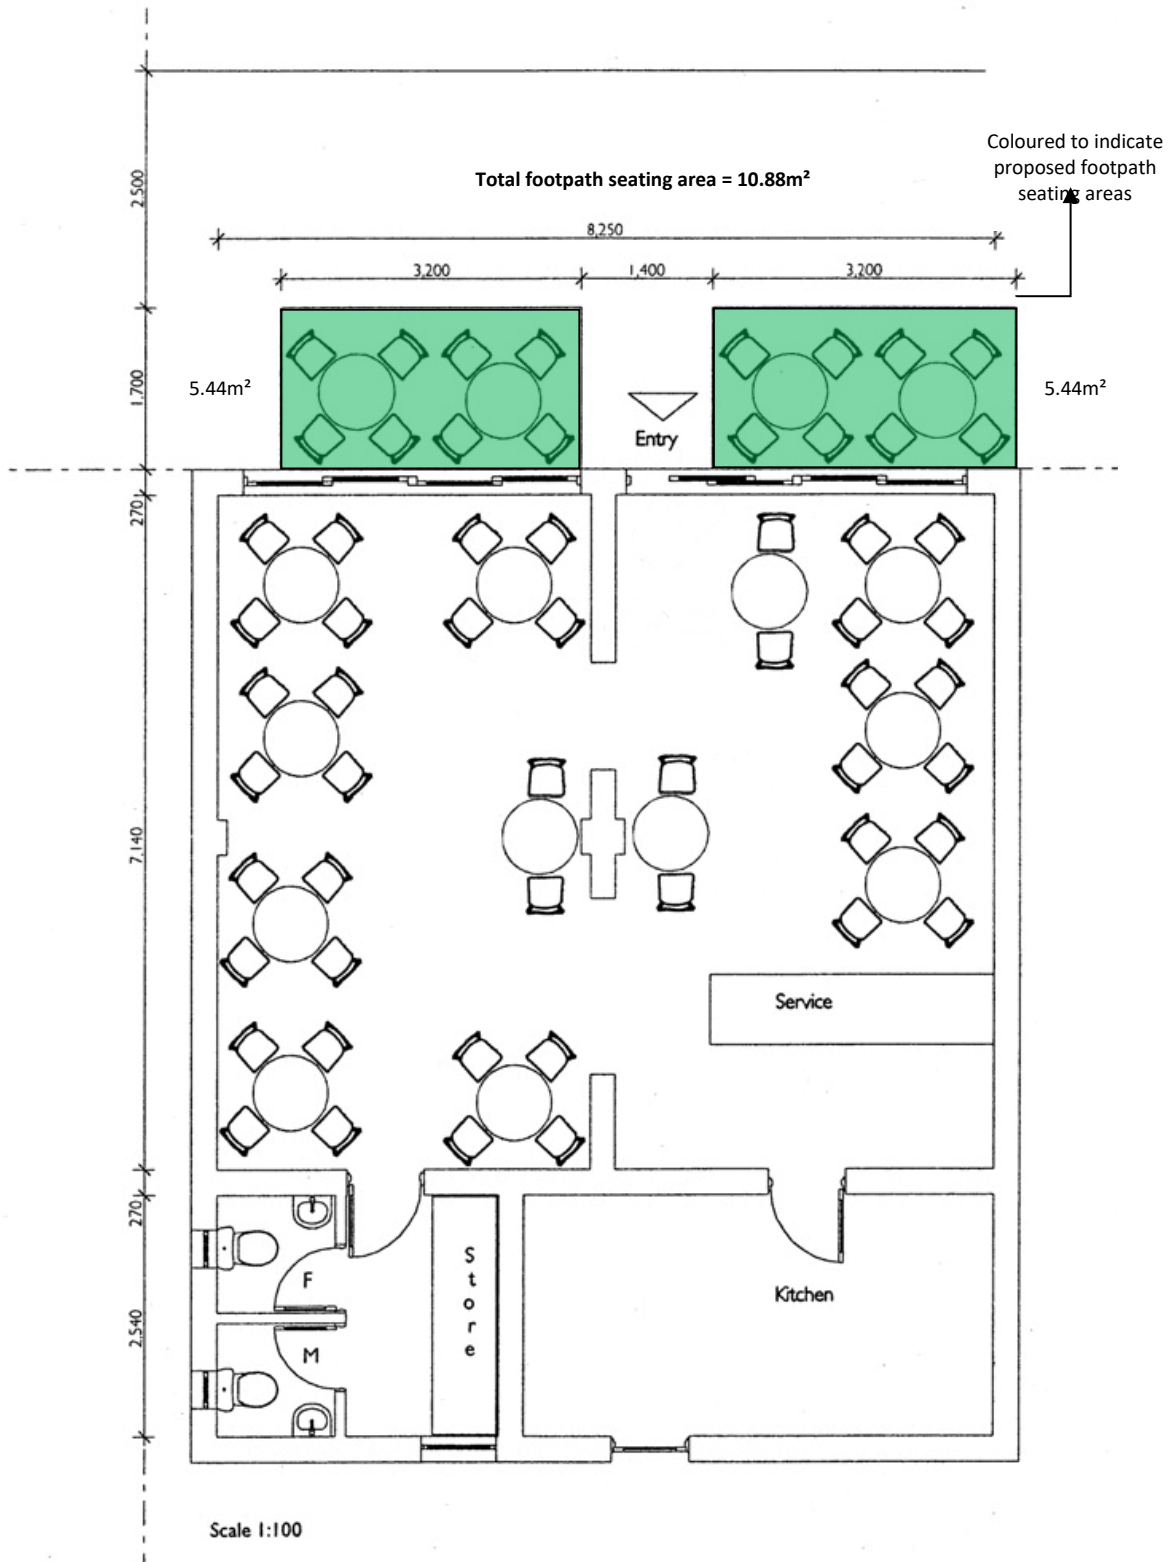 Coloured to indicate
proposed footpath
seating areas
Total footpath seating area = 10.88m²
2.500
8,250
3,200
1,400
3,200
1,700
5.44m²
5.44m²
Entry
270
7,140
Service
270
F
Store
Kitchen
2,540
M
Scale 1:100